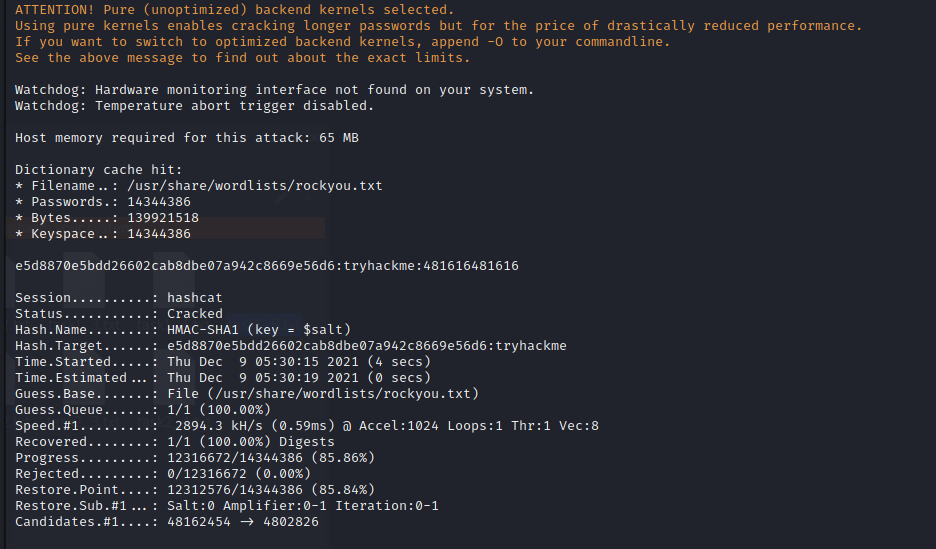 ATTENTION! Pure (unoptimized) backend kernels selected.
Using pure kernels enables cracking longer passwords but for the price of drastically reduced performance.
If you want to switch to optimized backend kernels, append -O to your commandline.
See the above message to find out about the exact limits.

Watchdog: Hardware monitoring interface not found on your system.
Watchdog: Temperature abort trigger disabled.

Host memory required for this attack: 65 MB

Dictionary cache hit:
* Filename..: /usr/share/wordlists/rockyou.txt
* Passwords.: 14344386
* Bytes.....: 139921518
* Keyspace..: 14344386

e5d8870e5bdd26602cab8dbe07a942c8669e56d6:tryhackme:481616481616

Session..........: hashcat
Status...........: Cracked
Hash.Name........: HMAC-SHA1 (key = $salt)
Hash.Target......: e5d8870e5bdd26602cab8dbe07a942c8669e56d6:tryhackme
Time.Started.....: Thu Dec  9 05:30:15 2021 (4 secs)
Time.Estimated...: Thu Dec  9 05:30:19 2021 (0 secs)
Guess.Base.......: File (/usr/share/wordlists/rockyou.txt)
Guess.Queue......: 1/1 (100.00%)
Speed.#1.........:  2894.3 kH/s (0.59ms) @ Accel:1024 Loops:1 Thr:1 Vec:8
Recovered........: 1/1 (100.00%) Digests
Progress.........: 12316672/14344386 (85.86%)
Rejected.........: 0/12316672 (0.00%)
Restore.Point....: 12312576/14344386 (85.84%)
Restore.Sub.#1...: Salt:0 Amplifier:0-1 Iteration:0-1
Candidates.#1....: 48162454 -> 4802826